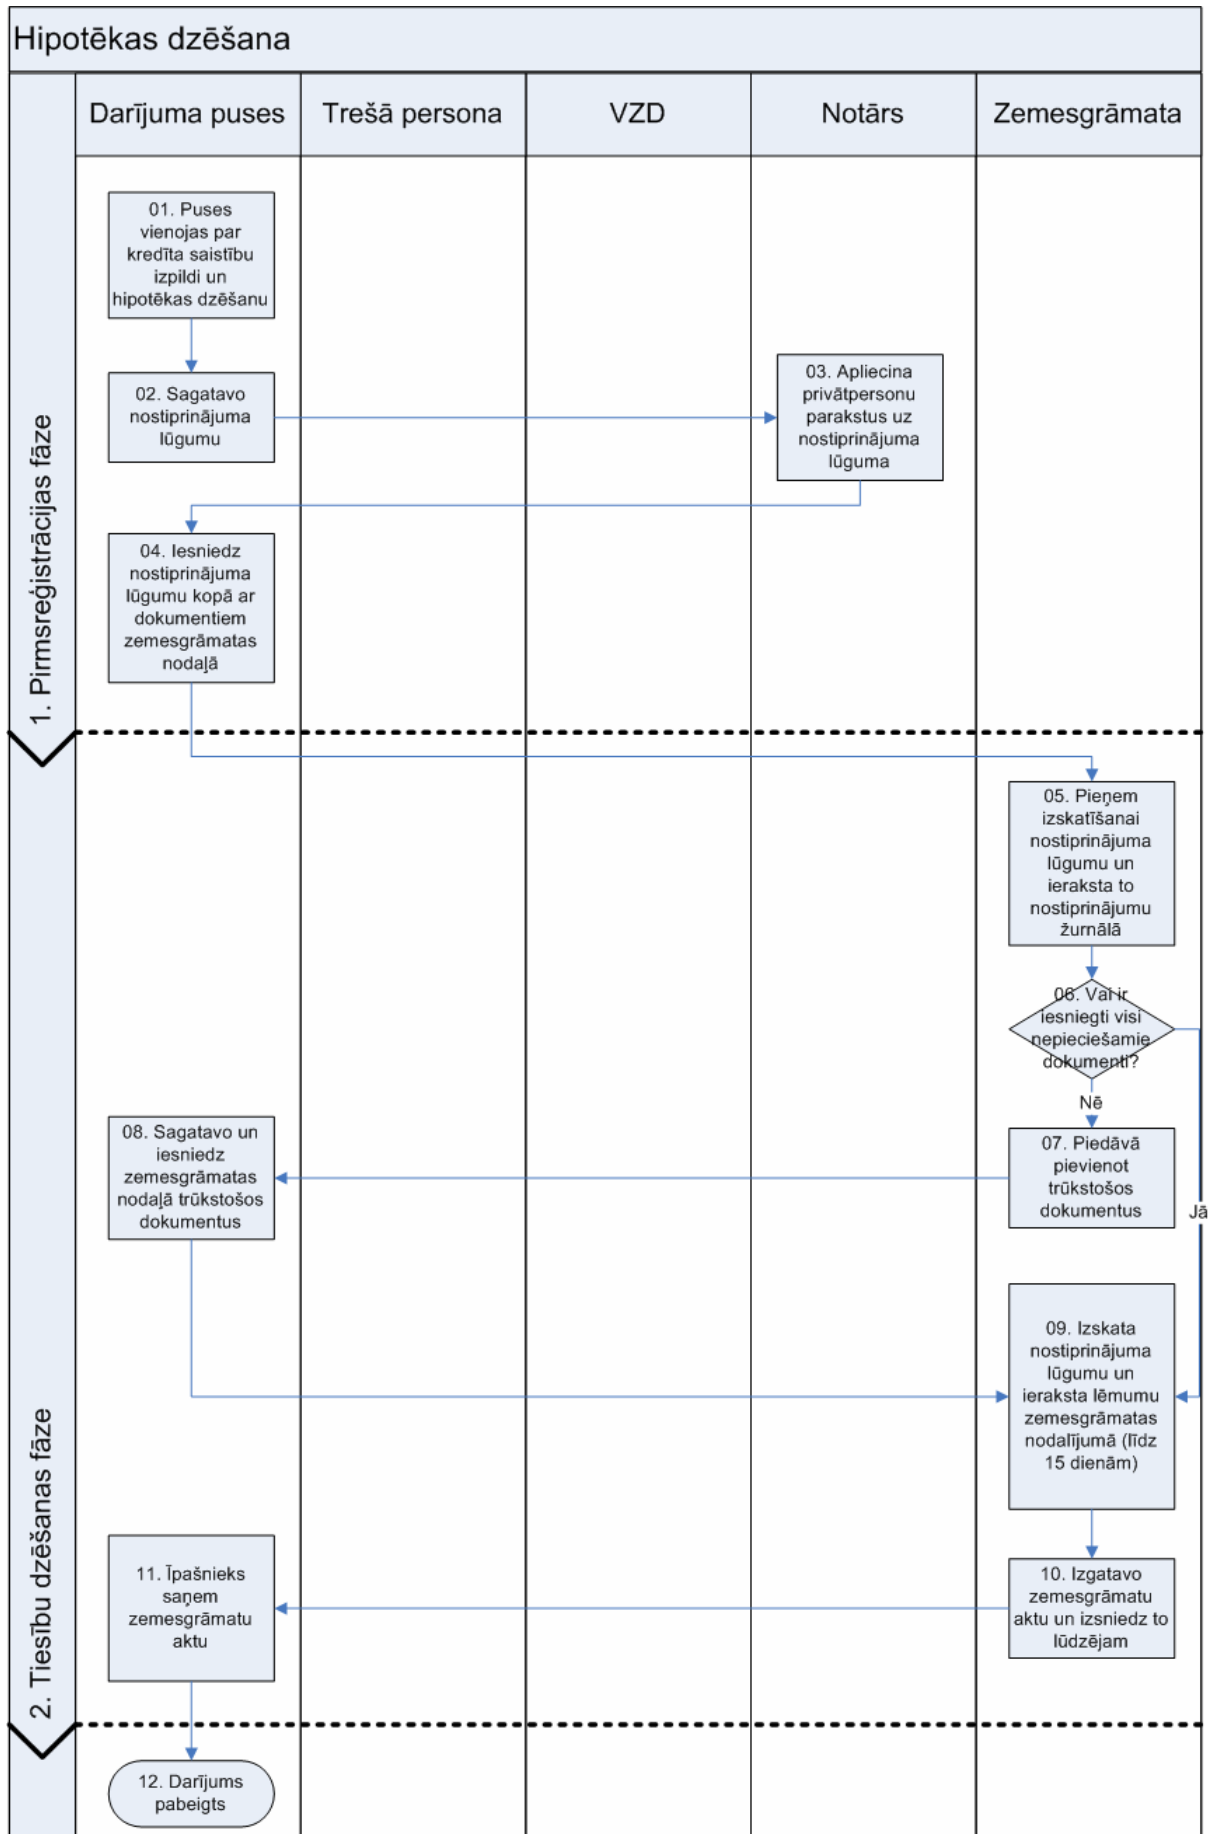 Hipotēkas dzēšana
Darījuma puses
Trešā persona
VZD
Notārs
Zemesgrāmata
1. Pirmsreģistrācijas fāze
01. Puses
vienojas par
kredīta saistību
izpildi un
hipotēkas dzēšanu
02. Sagatavo
nostiprinājuma
lūgumu
03. Apliecina
privātpersonu
parakstus uz
nostiprinājuma
lūguma
04. Iesniedz
nostiprinājuma
lūgumu kopā ar
dokumentiem
zemesgrāmatas
nodaļā
2. Tiesību dzēšanas fāze
05. Pieņem
izskatīšanai
nostiprinājuma
lūgumu un
ieraksta to
nostiprinājumu
žurnālā
06. Vai ir
iesniegti visi
nepieciešamie
dokumenti?
Nē
Jā
07. Piedāvā
pievienot
trūkstošos
dokumentus
08. Sagatavo un
iesniedz
zemesgrāmatas
nodaļā trūkstošos
dokumentus
09. Izskata
nostiprinājuma
lūgumu un
ieraksta lēmumu
zemesgrāmatas
nodalījumā (līdz
15 dienām)
10. Izgatavo
zemesgrāmatu
aktu un izsniedz to
lūdzējam
11. Īpašnieks
saņem
zemesgrāmatu
aktu
12. Darījums
pabeigts